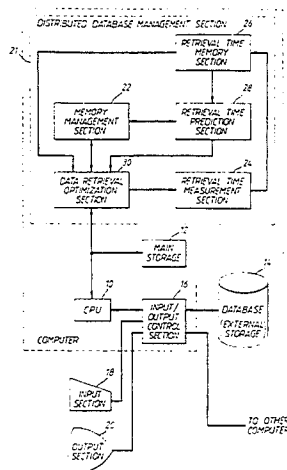 DISTRIBUTED DATABASE MANAGEMENT SECTION
26
21
RETRIEVAL TIME
MEMORY
SECTION
22
28
MEMORY
MANAGEMENT
SECTION
RETRIEVAL TIME
PREDICTION
SECTION
30
24
DATA RETRIEVAL
OPTIMIZATION
SECTION
RETRIEVAL TIME
MEASUREMENT
SECTION
12
MAIN
STORAGE
14
10
16
CPU
INPUT/
OUTPUT
CONTROL
SECTION
DATABASE
(EXTERNAL
STORAGE)
COMPUTER
18
INPUT
SECTION
20
OUTPUT
SECTION
TO OTHER
COMPUTER